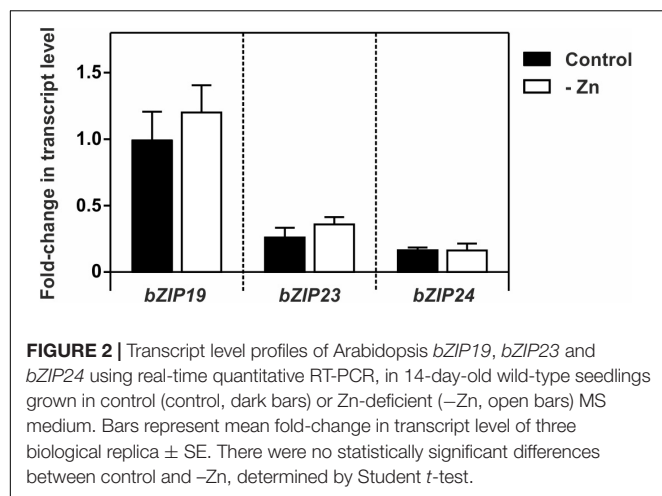 Fold-change in transcript level
1.5
1.0
0.5
0
bZIP19
bZIP23
bZIP24
Control
- Zn
FIGURE 2 | Transcript level profiles of Arabidopsis bZIP19, bZIP23 and
bZIP24 using real-time quantitative RT-PCR, in 14-day-old wild-type seedlings
grown in control (control, dark bars) or Zn-deficient (−Zn, open bars) MS
medium. Bars represent mean fold-change in transcript level of three
biological replica ± SE. There were no statistically significant differences
between control and –Zn, determined by Student t-test.